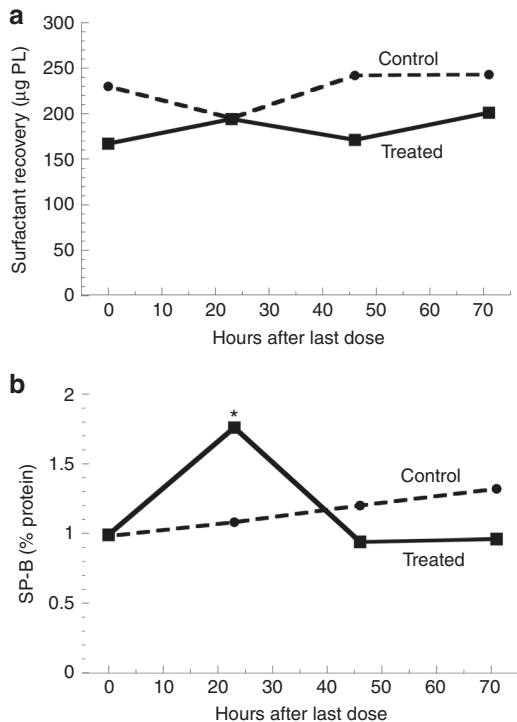 a
300
250
200
150
100
50
0
Surfactant recovery (μg PL)
Control
Treated
0 10 20 30 40 50 60 70
Hours after last dose
b
2
1.5
1
0.5
0
SP-B (% protein)
*
Control
Treated
0 10 20 30 40 50 60 70
Hours after last dose